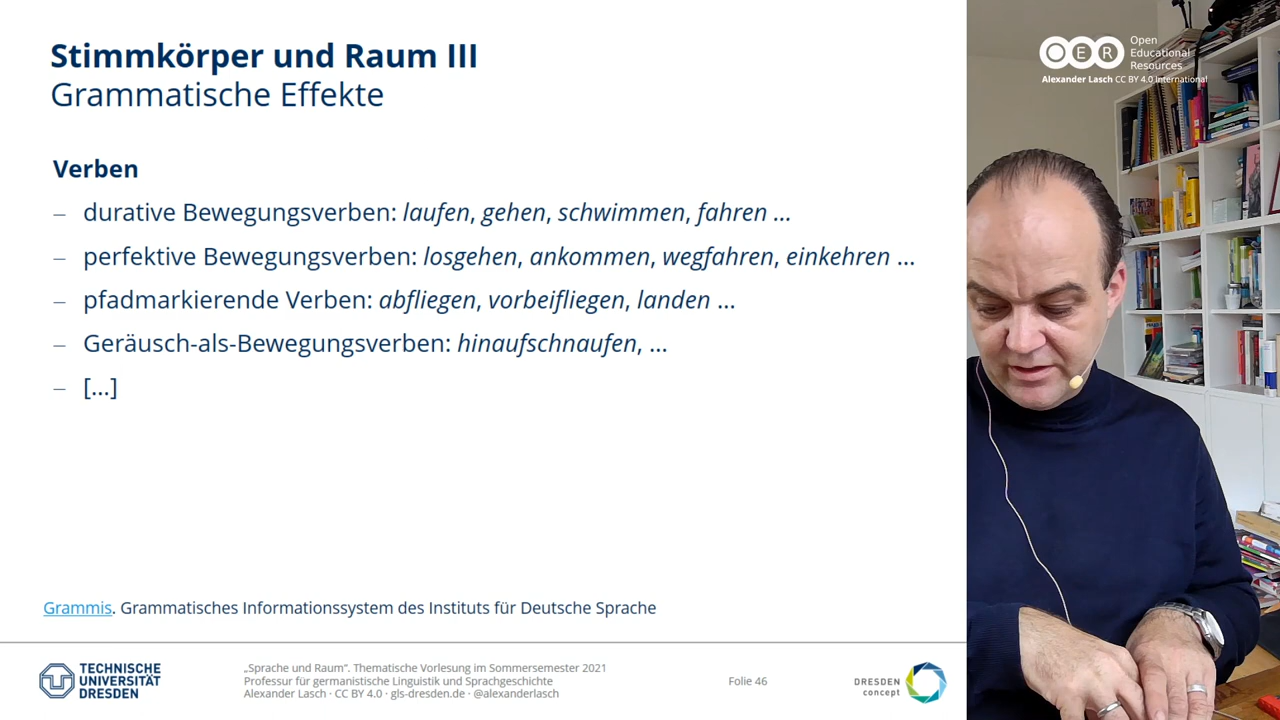 Stimmkörper und Raum III
Grammatische Effekte
Verben
– durative Bewegungsverben: laufen, gehen, schwimmen, fahren ...
– perfektive Bewegungsverben: losgehen, ankommen, wegfahren, einkehren ...
– pfadmarkierende Verben: abfliegen, vorbeifliegen, landen ...
– Geräusch-als-Bewegungsverben: hinaufschnaufen, ...
– [...]
Grammis. Grammatisches Informationssystem des Instituts für Deutsche Sprache
TECHNISCHE
UNIVERSITÄT
DRESDEN
„Sprache und Raum“. Thematische Vorlesung im Sommersemester 2021
Professur für germanistische Linguistik und Sprachgeschichte
Alexander Lasch · CC BY 4.0 · gls-dresden.de · @alexanderlasch
Folie 46
DRESDEN
concept
OER
Open
Educational
Resources
Alexander Lasch CC BY 4.0 International